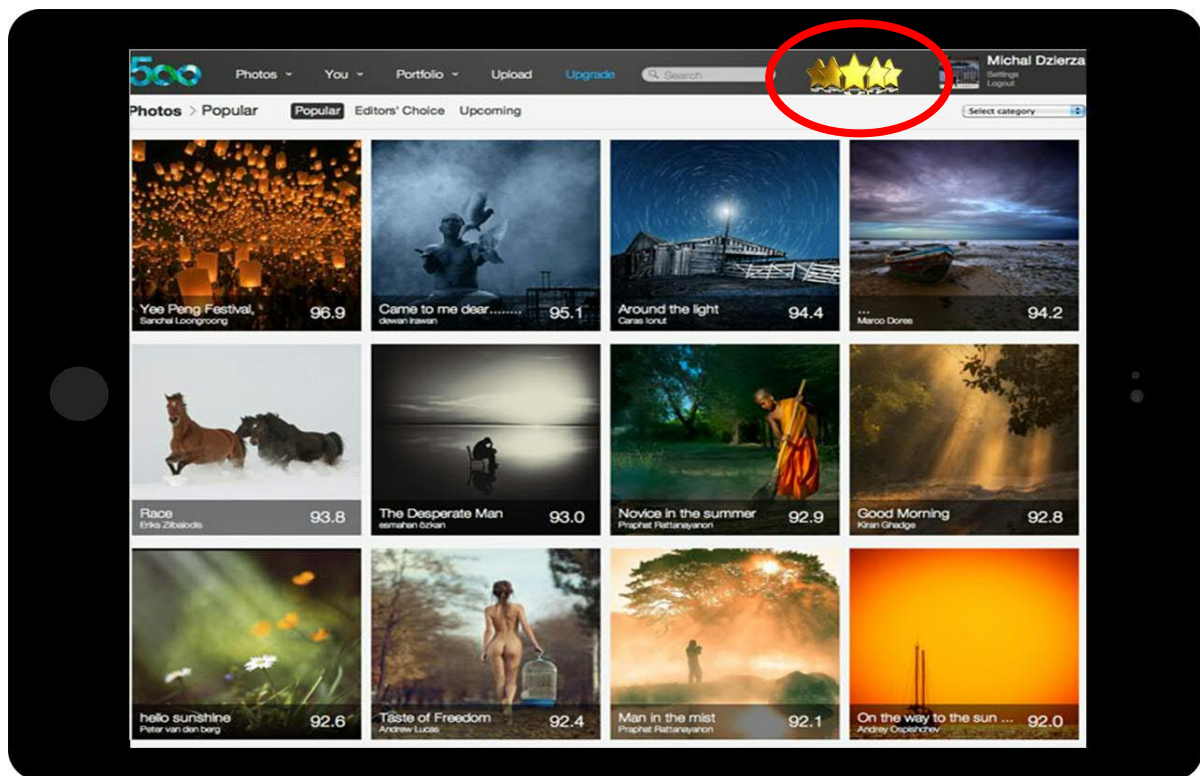 500
Photos You Portfolio Upload Upgrade Search
Michal Dzierza
Settings
Logout
Photos > Popular Popular Editors' Choice Upcoming Select category
Yee Peng Festival,
Sanchai Loongroong
96.9
Came to me dear........
dewan irawan
95.1
Around the light
Caras Ionut
94.4
...
Marco Dores
94.2
Race
Eriks Zilbalodis
93.8
The Desperate Man
esmahan özkan
93.0
Novice in the summer
Praphat Rattanayanon
92.9
Good Morning
Kiran Ghadge
92.8
hello sunshine
Peter van den berg
92.6
Taste of Freedom
Andrew Lucas
92.4
Man in the mist
Praphat Rattanayanon
92.1
On the way to the sun ...
Andrey Ospishchev
92.0